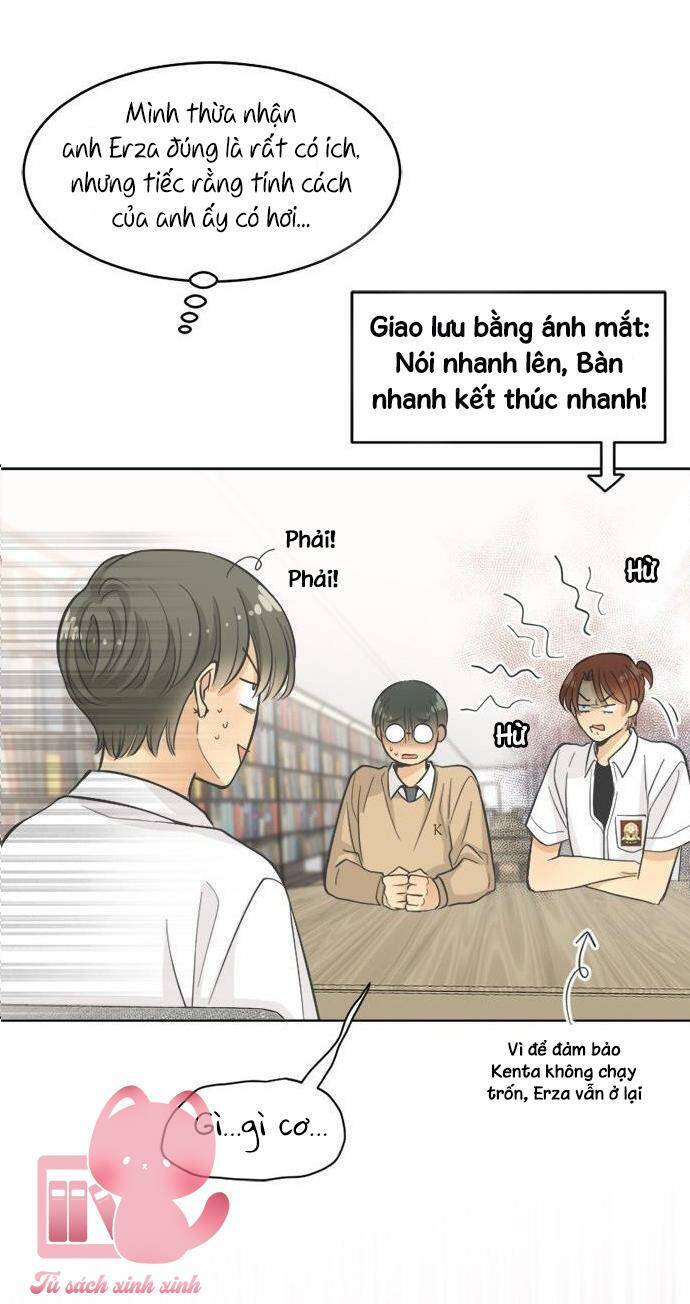 Mình thừa nhận
anh Erza đúng là rất có ích,
nhưng tiếc rằng tính cách
của anh ấy có hơi...
Giao lưu bằng ánh mắt:
Nói nhanh lên, Bàn
nhanh kết thúc nhanh!
Phải!
Phải!
Hừ
Hừ
K
Vì để đảm bảo
Kenta không chạy
trốn, Erza vẫn ở lại
Gì...gì cơ...
Tủ sách xinh xinh